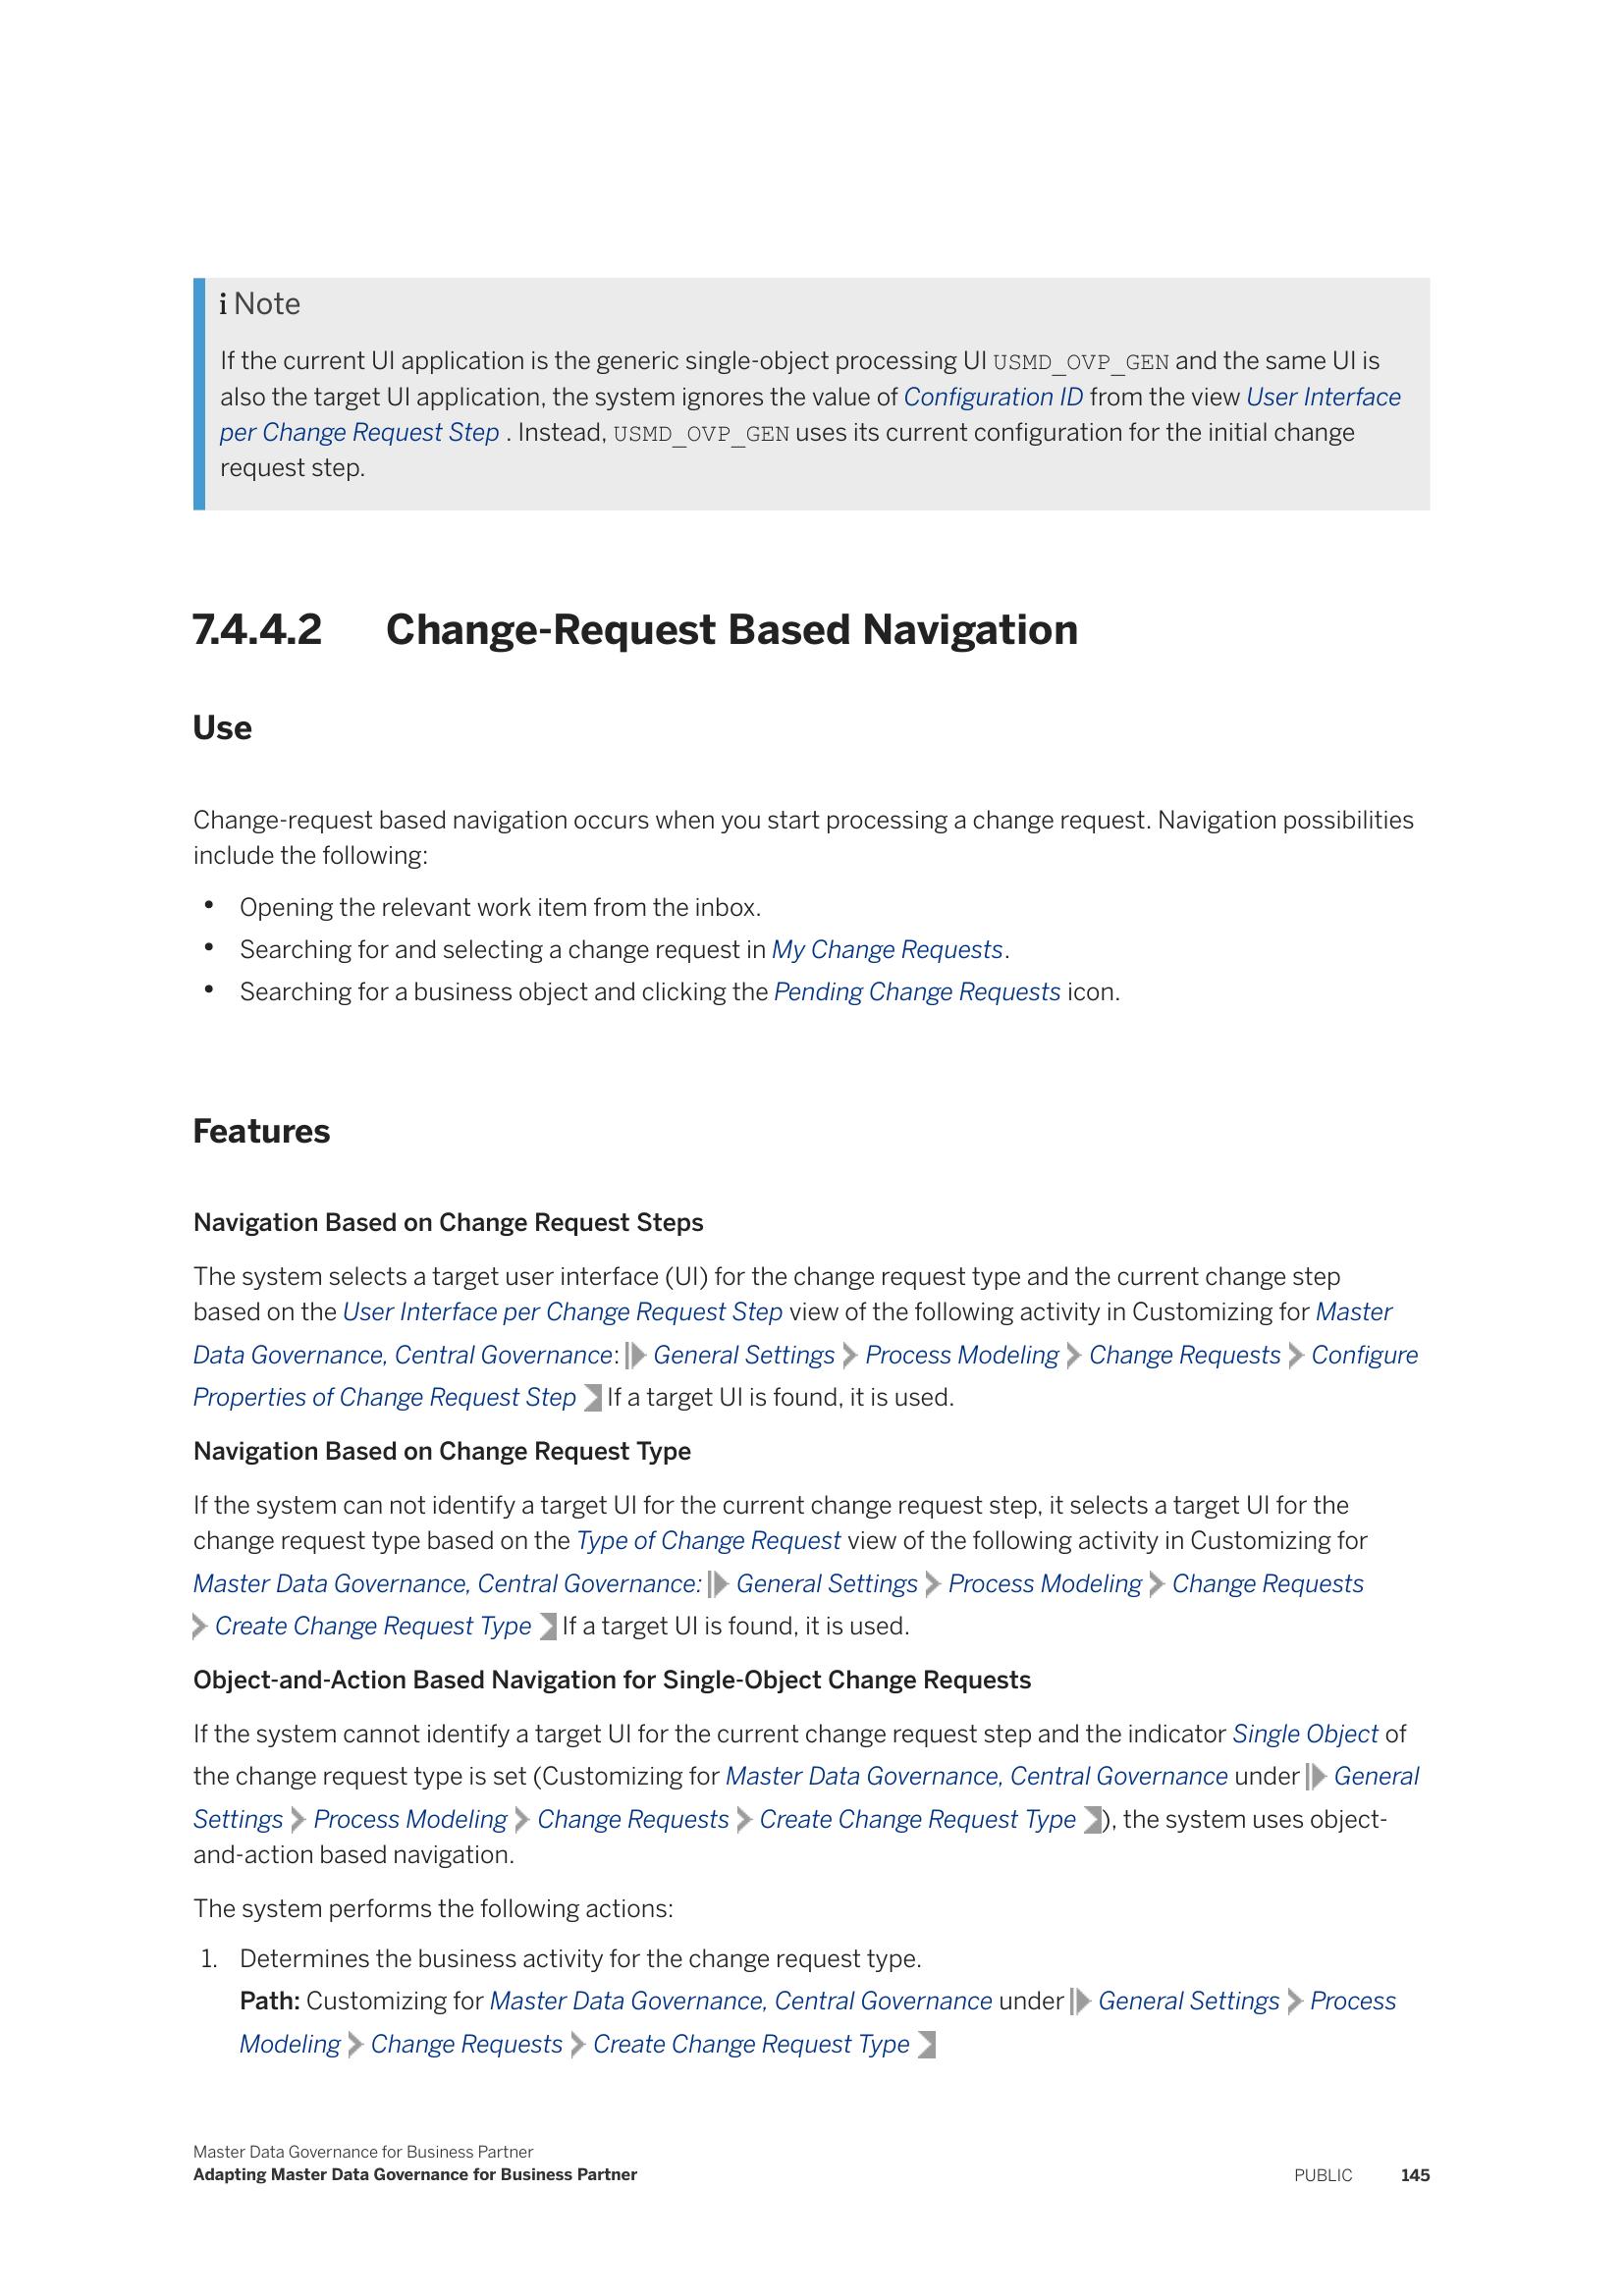 i Note
If the current UI application is the generic single-object processing UI USMD_OVP_GEN and the same UI is
also the target UI application, the system ignores the value of Configuration ID from the view User Interface
per Change Request Step . Instead, USMD_OVP_GEN uses its current configuration for the initial change
request step.
7.4.4.2 Change-Request Based Navigation
Use
Change-request based navigation occurs when you start processing a change request. Navigation possibilities
include the following:
• Opening the relevant work item from the inbox.
• Searching for and selecting a change request in My Change Requests.
• Searching for a business object and clicking the Pending Change Requests icon.
Features
Navigation Based on Change Request Steps
The system selects a target user interface (UI) for the change request type and the current change step
based on the User Interface per Change Request Step view of the following activity in Customizing for Master
Data Governance, Central Governance: General Settings Process Modeling Change Requests Configure
Properties of Change Request Step If a target UI is found, it is used.
Navigation Based on Change Request Type
If the system can not identify a target UI for the current change request step, it selects a target UI for the
change request type based on the Type of Change Request view of the following activity in Customizing for
Master Data Governance, Central Governance: General Settings Process Modeling Change Requests
Create Change Request Type If a target UI is found, it is used.
Object-and-Action Based Navigation for Single-Object Change Requests
If the system cannot identify a target UI for the current change request step and the indicator Single Object of
the change request type is set (Customizing for Master Data Governance, Central Governance under General
Settings Process Modeling Change Requests Create Change Request Type ), the system uses object-
and-action based navigation.
The system performs the following actions:
1. Determines the business activity for the change request type.
Path: Customizing for Master Data Governance, Central Governance under General Settings Process
Modeling Change Requests Create Change Request Type
Master Data Governance for Business Partner
Adapting Master Data Governance for Business Partner PUBLIC 145